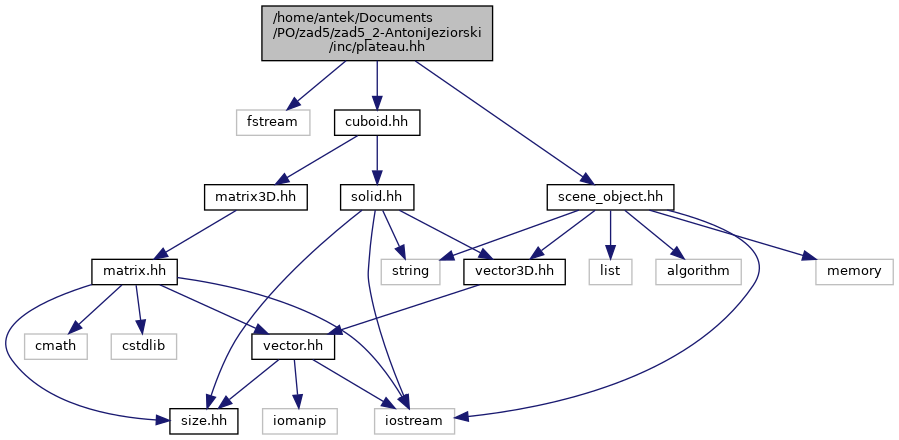 /home/antek/Documents
/PO/zad5/zad5_2-AntoniJeziorski
/inc/plateau.hh
fstream
cuboid.hh
matrix3D.hh
solid.hh
scene_object.hh
matrix.hh
string
vector3D.hh
list
algorithm
memory
cmath
cstdlib
vector.hh
size.hh
iomanip
iostream